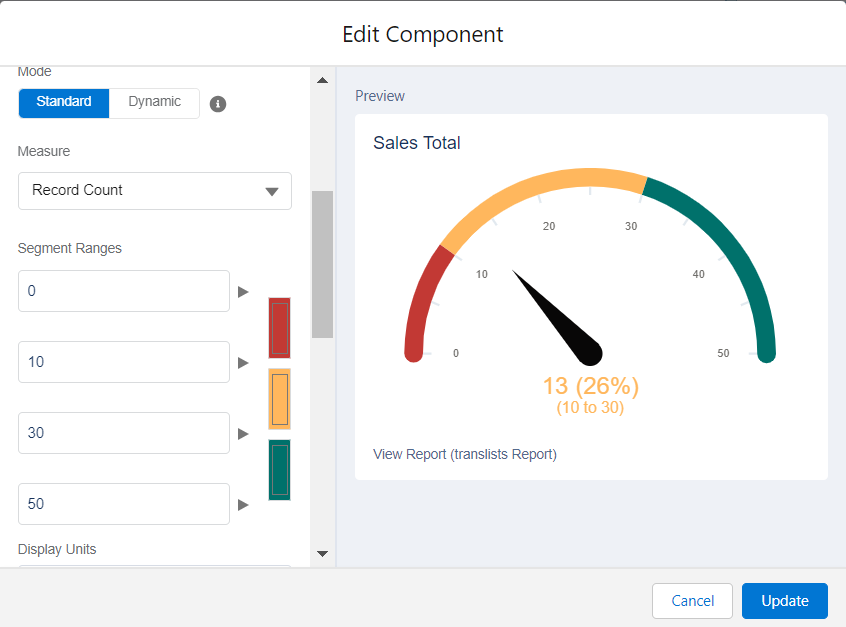 Edit Component
Mode
Standard
Dynamic
Measure
Record Count
Segment Ranges
0
10
30
50
Display Units
Preview
Sales Total
0
10
20
30
40
50
13 (26%)
(10 to 30)
View Report (translists Report)
Cancel
Update